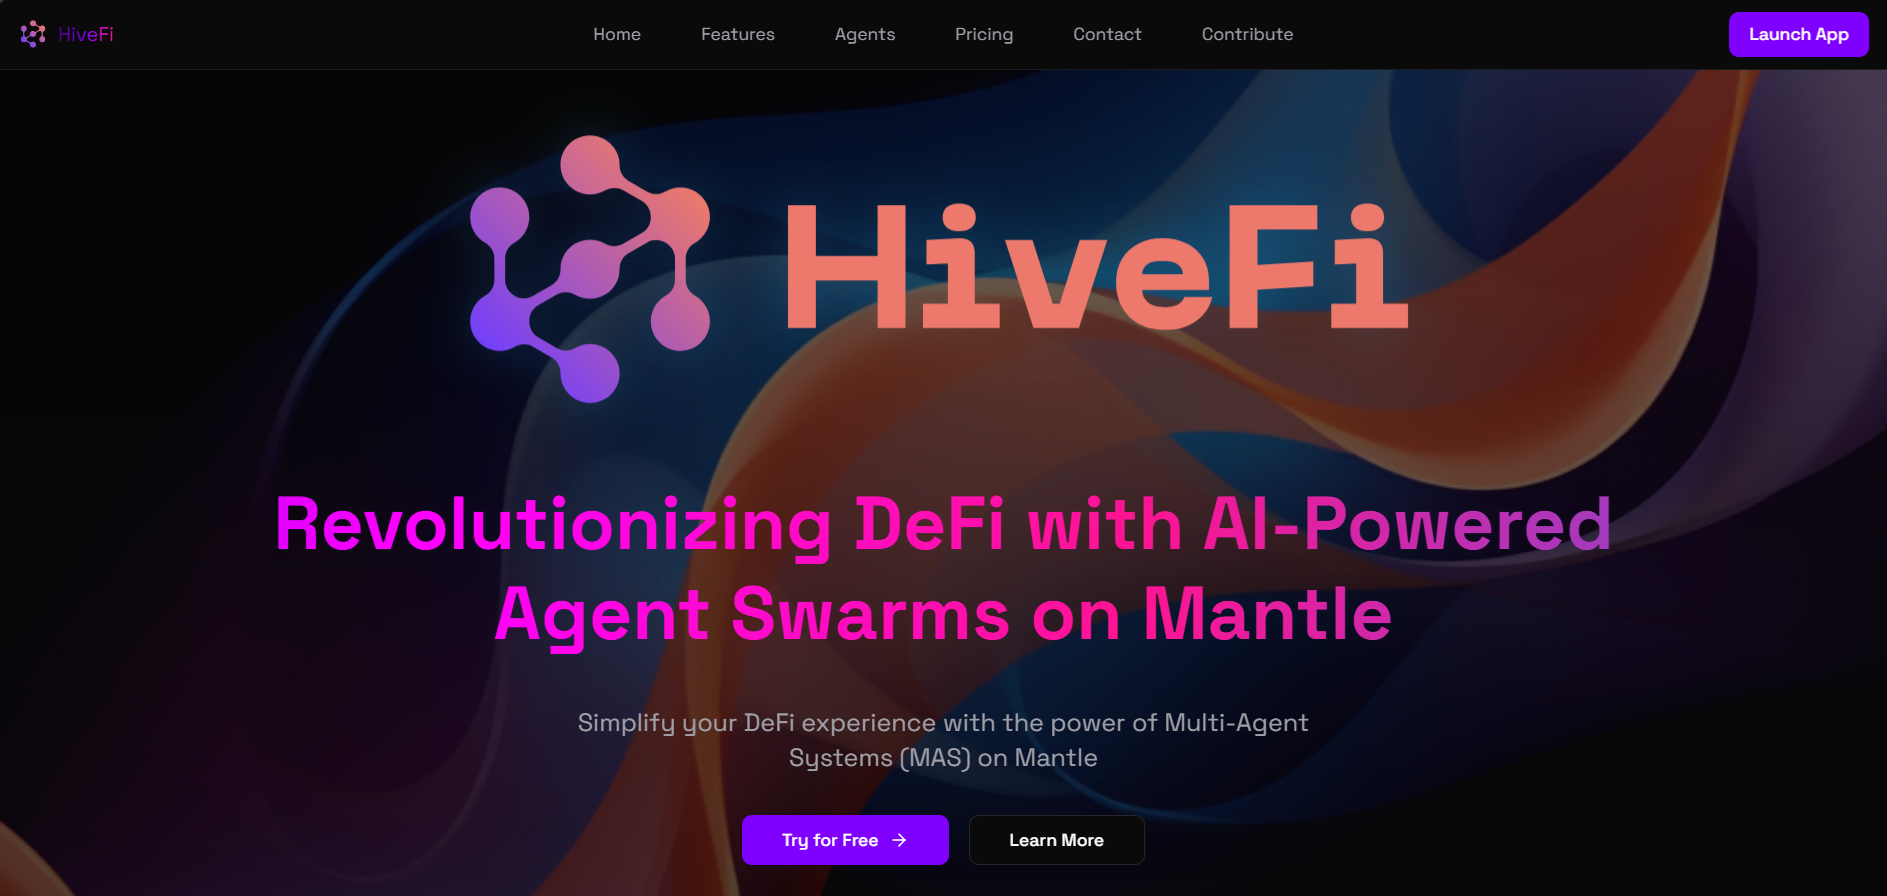 HiveFi
Home
Features
Agents
Pricing
Contact
Contribute
Launch App
HiveFi
Revolutionizing DeFi with AI-Powered
Agent Swarms on Mantle
Simplify your DeFi experience with the power of Multi-Agent
Systems (MAS) on Mantle
Try for Free →
Learn More